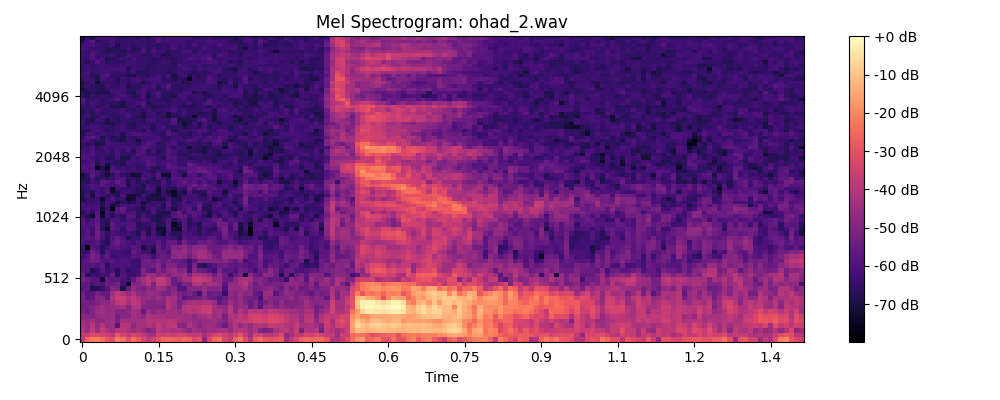 Mel Spectrogram: ohad_2.wav
+0 dB
-10 dB
-20 dB
-30 dB
-40 dB
-50 dB
-60 dB
-70 dB
Hz
4096
2048
1024
512
0
0 0.15 0.3 0.45 0.6 0.75 0.9 1.1 1.2 1.4
Time